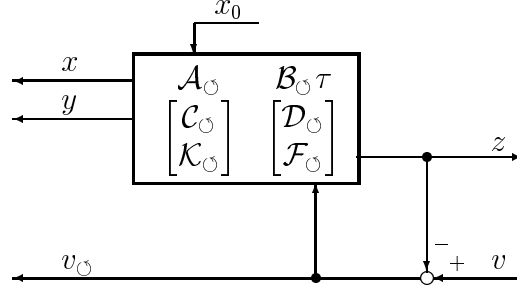 x₀
x 𝒜↺ ℬ↺ τ
y [𝒞↺ [𝒟↺
𝒦↺] ℱ↺]
z
− +
v↺ v